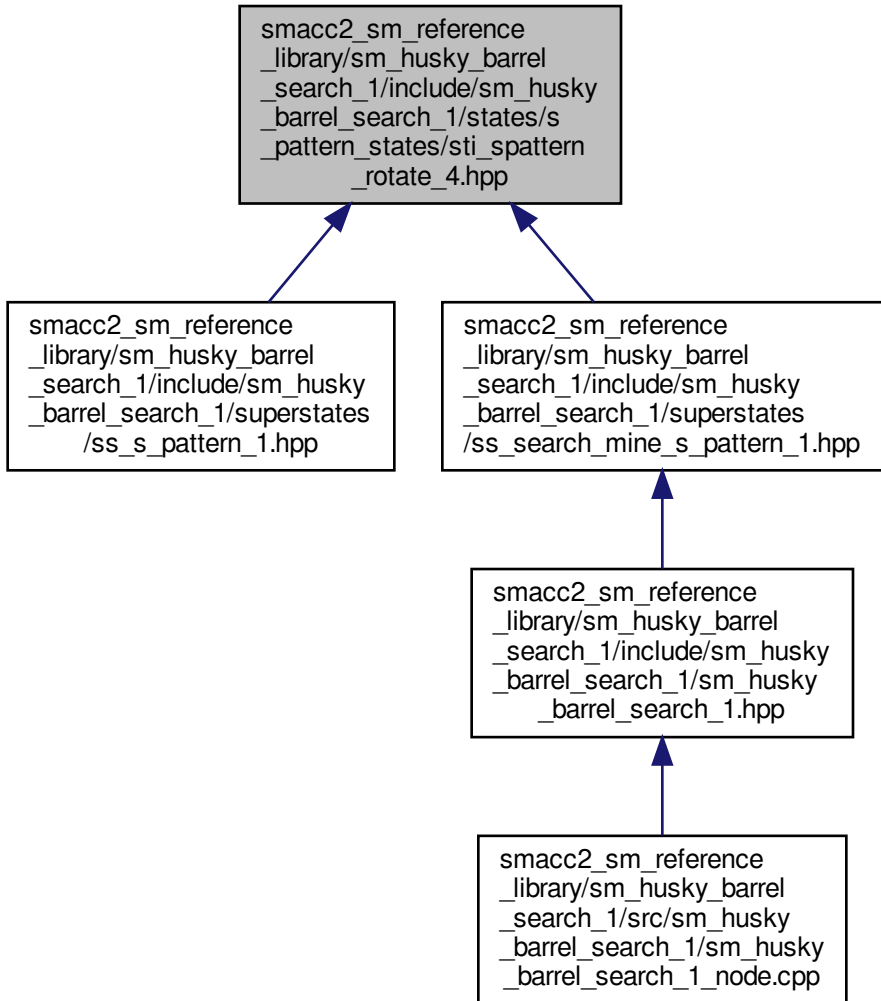 smacc2_sm_reference
_library/sm_husky_barrel
_search_1/include/sm_husky
_barrel_search_1/states/s
_pattern_states/sti_spattern
_rotate_4.hpp
smacc2_sm_reference
_library/sm_husky_barrel
_search_1/include/sm_husky
_barrel_search_1/superstates
/ss_s_pattern_1.hpp
smacc2_sm_reference
_library/sm_husky_barrel
_search_1/include/sm_husky
_barrel_search_1/superstates
/ss_search_mine_s_pattern_1.hpp
smacc2_sm_reference
_library/sm_husky_barrel
_search_1/include/sm_husky
_barrel_search_1/sm_husky
_barrel_search_1.hpp
smacc2_sm_reference
_library/sm_husky_barrel
_search_1/src/sm_husky
_barrel_search_1/sm_husky
_barrel_search_1_node.cpp